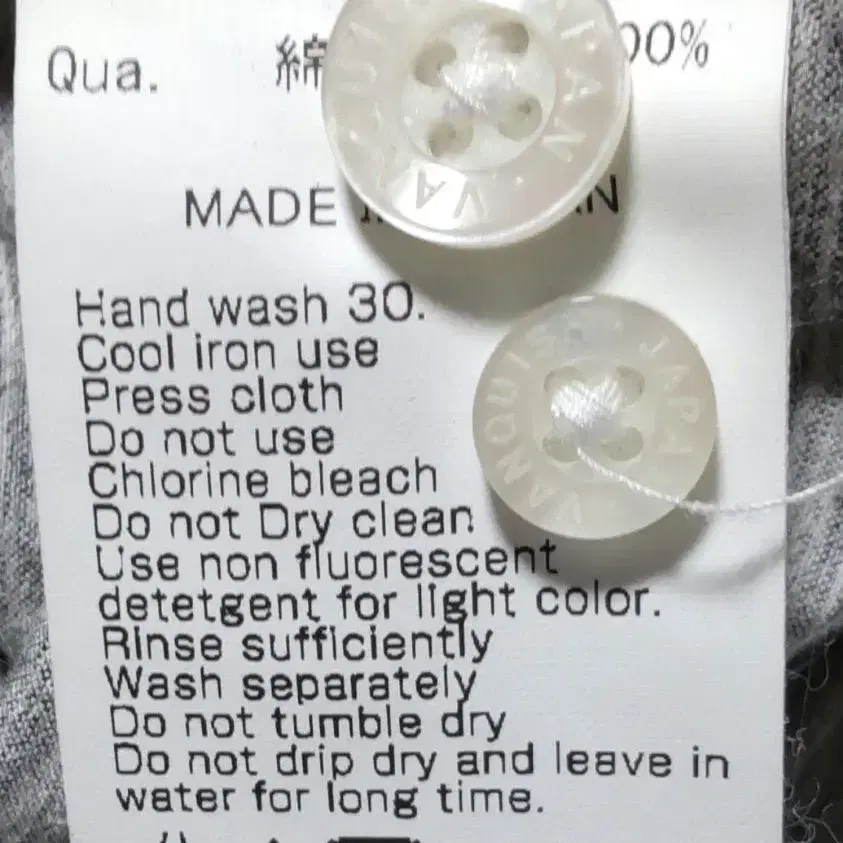 Qua. 綿 00%
MADE
Hand wash 30.
Cool iron use
Press cloth
Do not use
Chlorine bleach
Do not Dry clean
Use non fluorescent
detetgent for light color.
Rinse sufficiently
Wash separately
Do not tumble dry
Do not drip dry and leave in
water for long time.